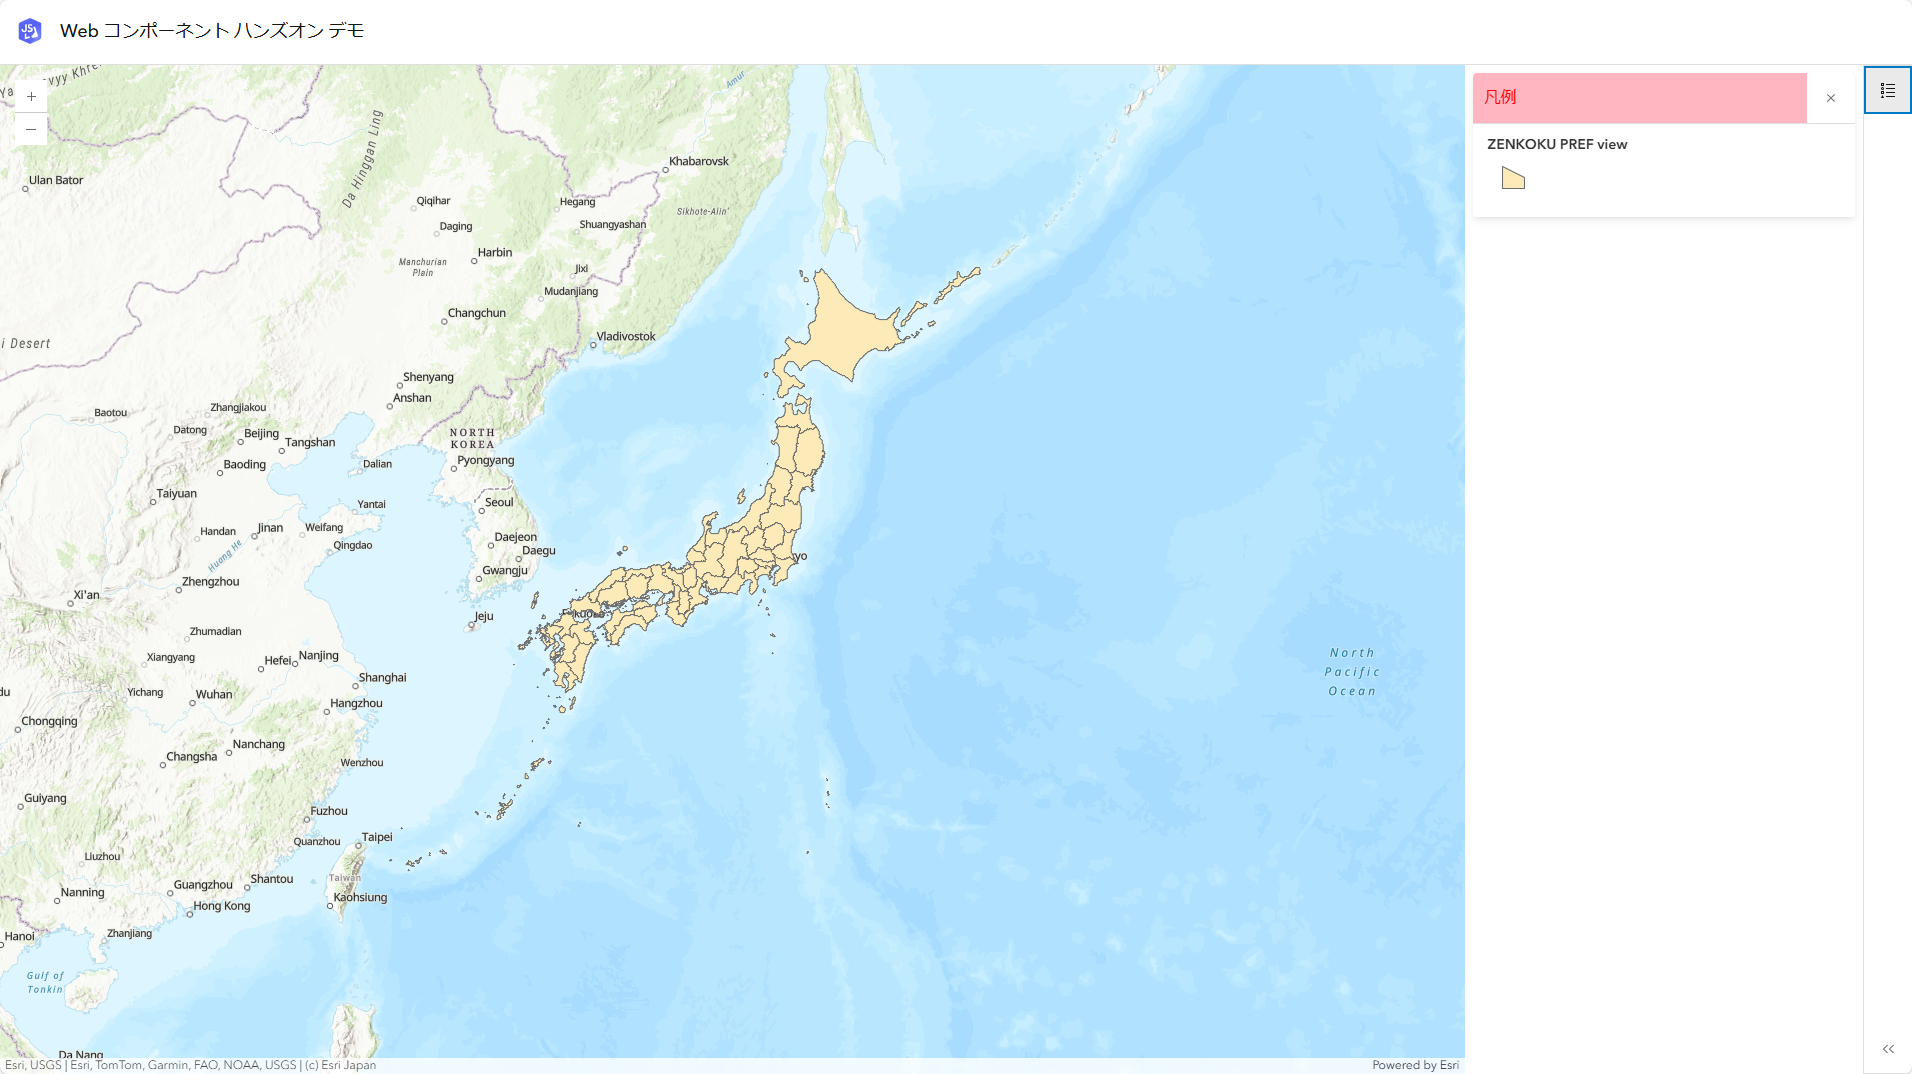 JS
Web コンポーネント ハンズオン デモ
vyy Khre
Amur
Ulan Bator
Da Hinggan Ling
Khabarovsk
Qiqihar
Hegang
Sikhote-Alin'
Daqing
Shuangyashan
Harbin
Manchurian
Plain
Jixi
Mudanjiang
Changchun
Vladivostok
i Desert
Shenyang
Anshan
Baotou
Zhangjiakou
Datong
Beijing
Tangshan
NORTH
KOREA
Baoding
Dalian
Pyongyang
Taiyuan
Yantai
Seoul
Handan
Jinan
Weifang
Daejeon
Qingdao
Daegu
yo
Huang He
Zhengzhou
Gwangju
Xi'an
Jeju
Zhumadian
Xiangyang
Hefei
Nanjing
North
Pacific
Ocean
Shanghai
du
Yichang
Wuhan
Hangzhou
Chongqing
Nanchang
Changsha
Wenzhou
Guiyang
Fuzhou
Quanzhou
Taipei
Liuzhou
Taiwan
Nanning
Guangzhou
Shantou
Kaohsiung
Hong Kong
Hanoi
Zhanjiang
Gulf of
Tonkin
Da Nang
Esri, USGS | Esri, TomTom, Garmin, FAO, NOAA, USGS | (c) Esri Japan
Powered by Esri
凡例
ZENKOKU PREF view